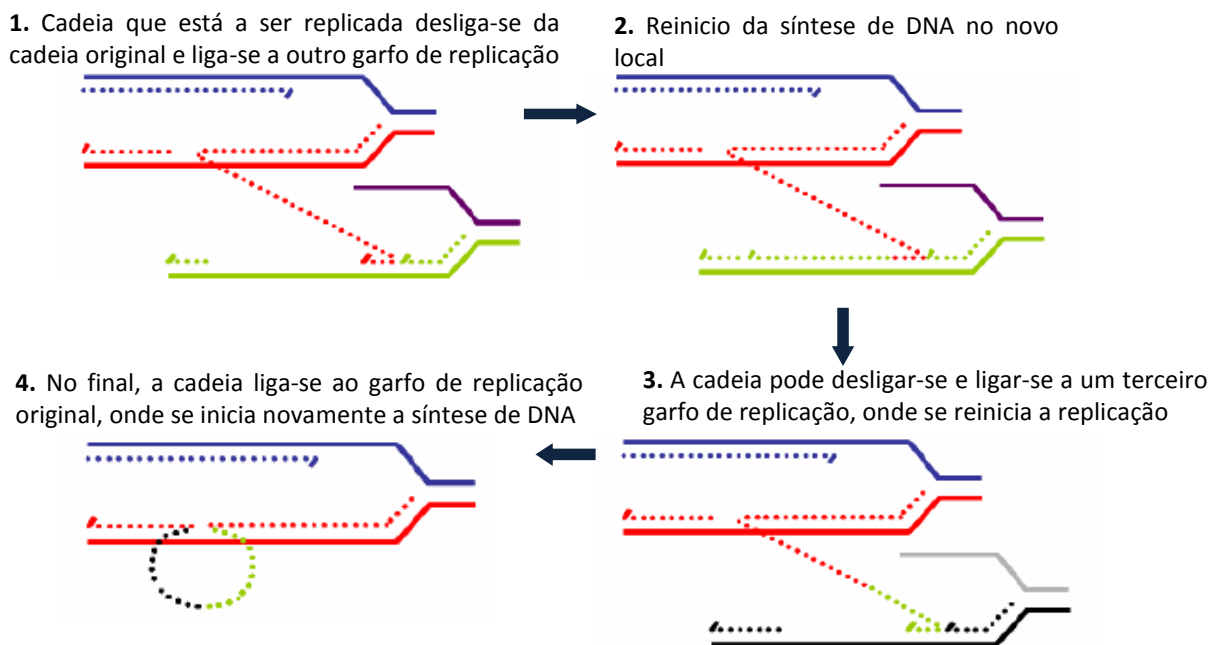 1. Cadeia que está a ser replicada desliga-se da
cadeia original e liga-se a outro garfo de replicação
2. Reinicio da síntese de DNA no novo
local
4. No final, a cadeia liga-se ao garfo de replicação
original, onde se inicia novamente a síntese de DNA
3. A cadeia pode desligar-se e ligar-se a um terceiro
garfo de replicação, onde se reinicia a replicação